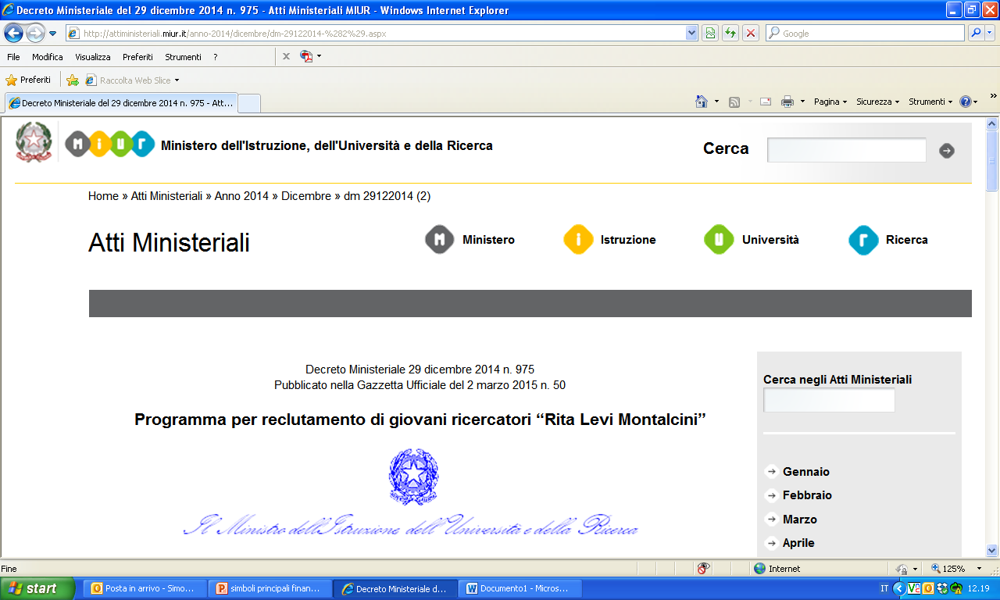 Decreto Ministeriale del 29 dicembre 2014 n. 975 - Atti Ministeriali MIUR - Windows Internet Explorer
http://attiministeriali.miur.it/anno-2014/dicembre/dm-29122014-%282%29.aspx
Google
File Modifica Visualizza Preferiti Strumenti ?
Preferiti Raccolta Web Slice
Decreto Ministeriale del 29 dicembre 2014 n. 975 - Att...
Pagina Sicurezza Strumenti
M i u r Ministero dell'Istruzione, dell'Università e della Ricerca
Cerca
Home » Atti Ministeriali » Anno 2014 » Dicembre » dm 29122014 (2)
Atti Ministeriali
M Ministero i Istruzione u Università r Ricerca
Decreto Ministeriale 29 dicembre 2014 n. 975
Pubblicato nella Gazzetta Ufficiale del 2 marzo 2015 n. 50
Programma per reclutamento di giovani ricercatori “Rita Levi Montalcini”
Il Ministro dell'Istruzione dell'Università e della Ricerca
Cerca negli Atti Ministeriali
Gennaio
Febbraio
Marzo
Aprile
Fine Internet 125%
start Posta in arrivo - Simo... simboli principali finan... Decreto Ministeriale d... Documento1 - Micros... IT 12.19